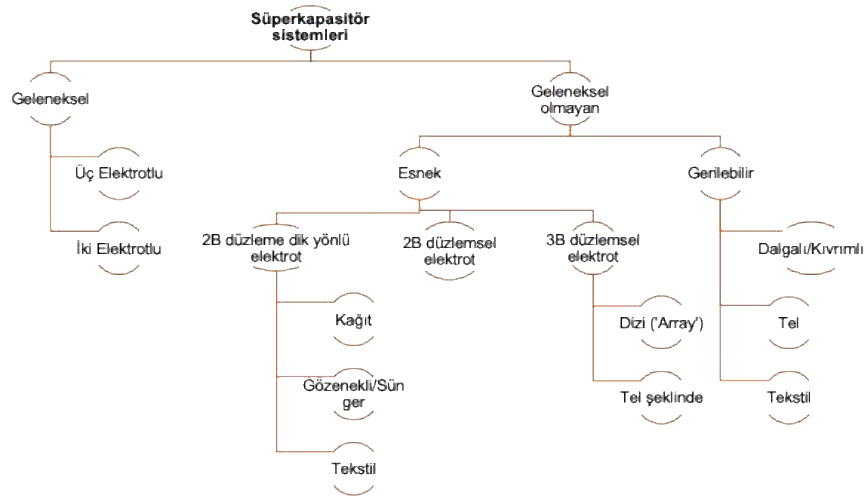 Süperkapasitör
sistemleri
Geleneksel
Geleneksel
olmayan
Üç Elektrotlu
İki Elektrotlu
Esnek
Gerilebilir
2B düzleme dik yönlü
elektrot
2B düzlemsel
elektrot
3B düzlemsel
elektrot
Kağıt
Gözenekli/Sün
ger
Tekstil
Dizi ('Array')
Tel şeklinde
Dalgalı/Kıvrımlı
Tel
Tekstil